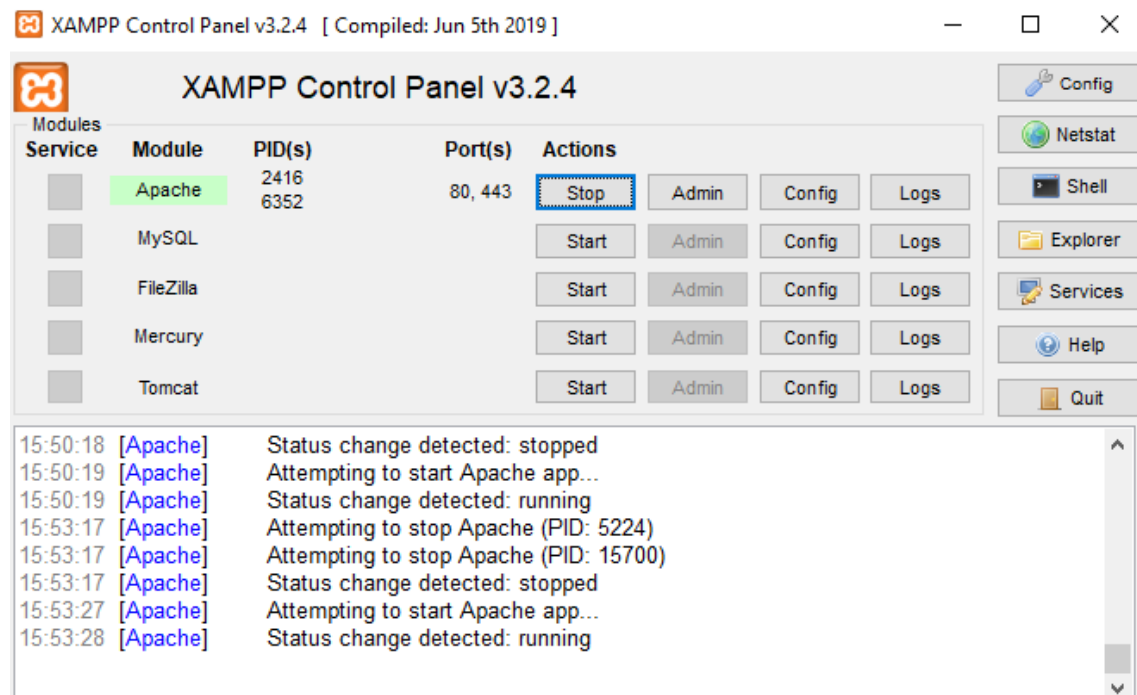 XAMPP Control Panel v3.2.4 [ Compiled: Jun 5th 2019 ]
XAMPP Control Panel v3.2.4
Config
Netstat
Shell
Explorer
Services
Help
Quit
Modules
Service Module PID(s) Port(s) Actions
Apache 2416 6352 80, 443 Stop Admin Config Logs
MySQL Start Admin Config Logs
FileZilla Start Admin Config Logs
Mercury Start Admin Config Logs
Tomcat Start Admin Config Logs
15:50:18 [Apache] Status change detected: stopped
15:50:19 [Apache] Attempting to start Apache app...
15:50:19 [Apache] Status change detected: running
15:53:17 [Apache] Attempting to stop Apache (PID: 5224)
15:53:17 [Apache] Attempting to stop Apache (PID: 15700)
15:53:17 [Apache] Status change detected: stopped
15:53:27 [Apache] Attempting to start Apache app...
15:53:28 [Apache] Status change detected: running